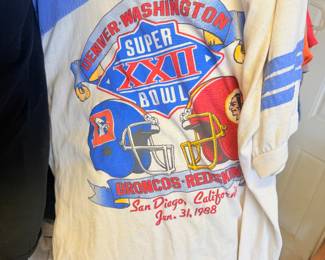 DENVER·WASHINGTON
SUPER
XXII
BOWL
BRONCOS·REDSKINS
San Diego, California
Jan. 31, 1988